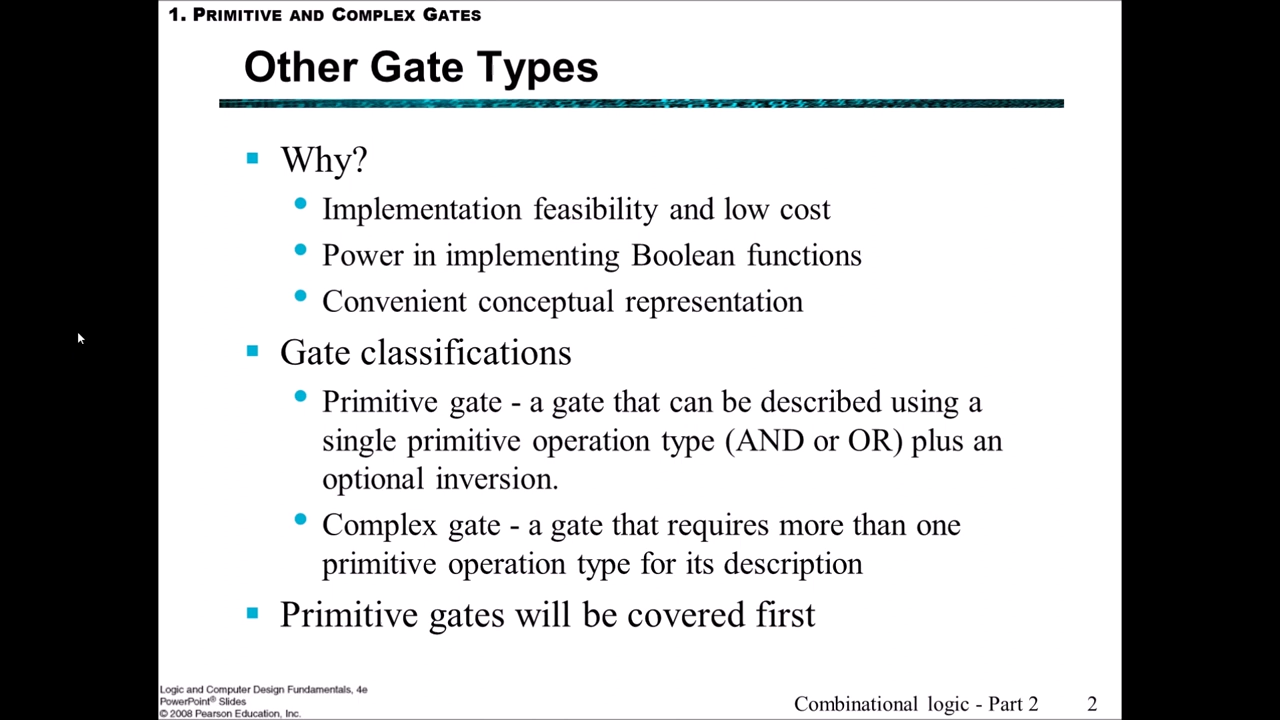 1. PRIMITIVE AND COMPLEX GATES
Other Gate Types
Why?
Implementation feasibility and low cost
Power in implementing Boolean functions
Convenient conceptual representation
Gate classifications
Primitive gate - a gate that can be described using a
single primitive operation type (AND or OR) plus an
optional inversion.
Complex gate - a gate that requires more than one
primitive operation type for its description
Primitive gates will be covered first
Logic and Computer Design Fundamentals, 4e
PowerPoint® Slides
© 2008 Pearson Education, Inc.
Combinational logic - Part 2 2